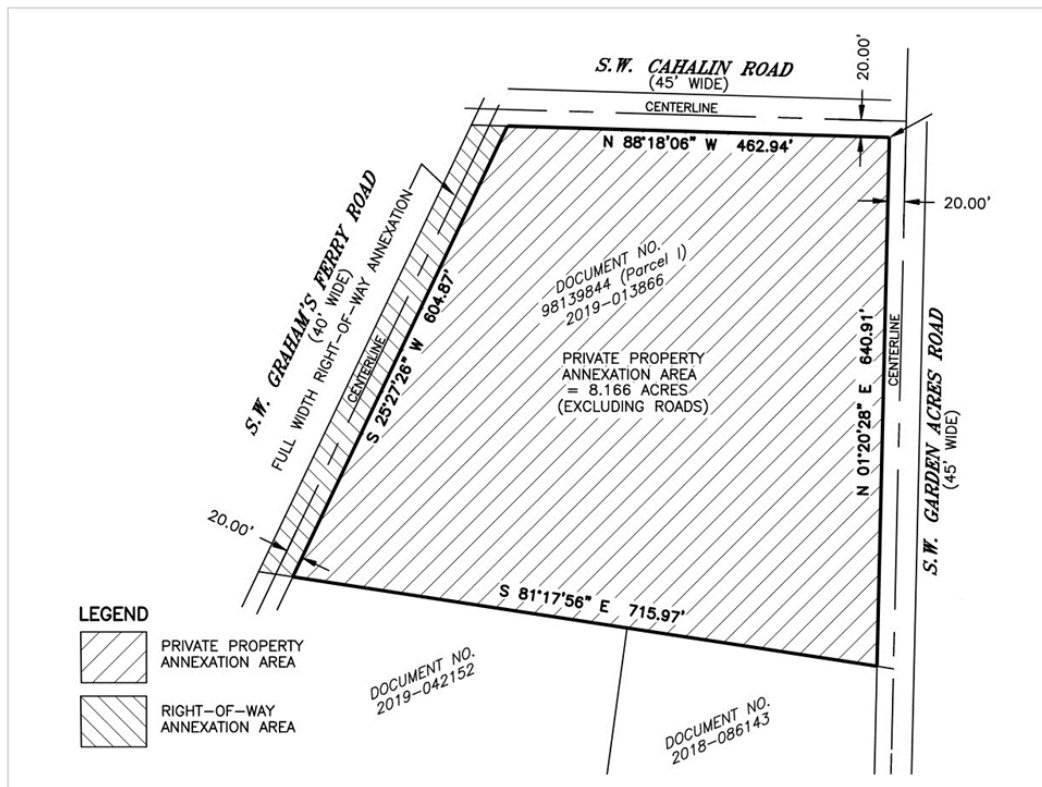 S.W. CAHALIN ROAD
(45' WIDE)
CENTERLINE
20.00'
N 88°18'06" W 462.94'
20.00'
S.W. GRAHAM'S FERRY ROAD
(40' WIDE)
FULL WIDTH RIGHT-OF-WAY ANNEXATION
CENTERLINE
S 25°27'26" W 604.87'
DOCUMENT NO.
98139844 (Parcel I)
2019-013866
PRIVATE PROPERTY
ANNEXATION AREA
= 8.166 ACRES
(EXCLUDING ROADS)
N 01°20'28" E 640.91'
CENTERLINE
S.W. GARDEN ACRES ROAD
(45' WIDE)
20.00'
S 81°17'56" E 715.97'
LEGEND
PRIVATE PROPERTY
ANNEXATION AREA
RIGHT-OF-WAY
ANNEXATION AREA
DOCUMENT NO.
2019-042152
DOCUMENT NO.
2018-086143